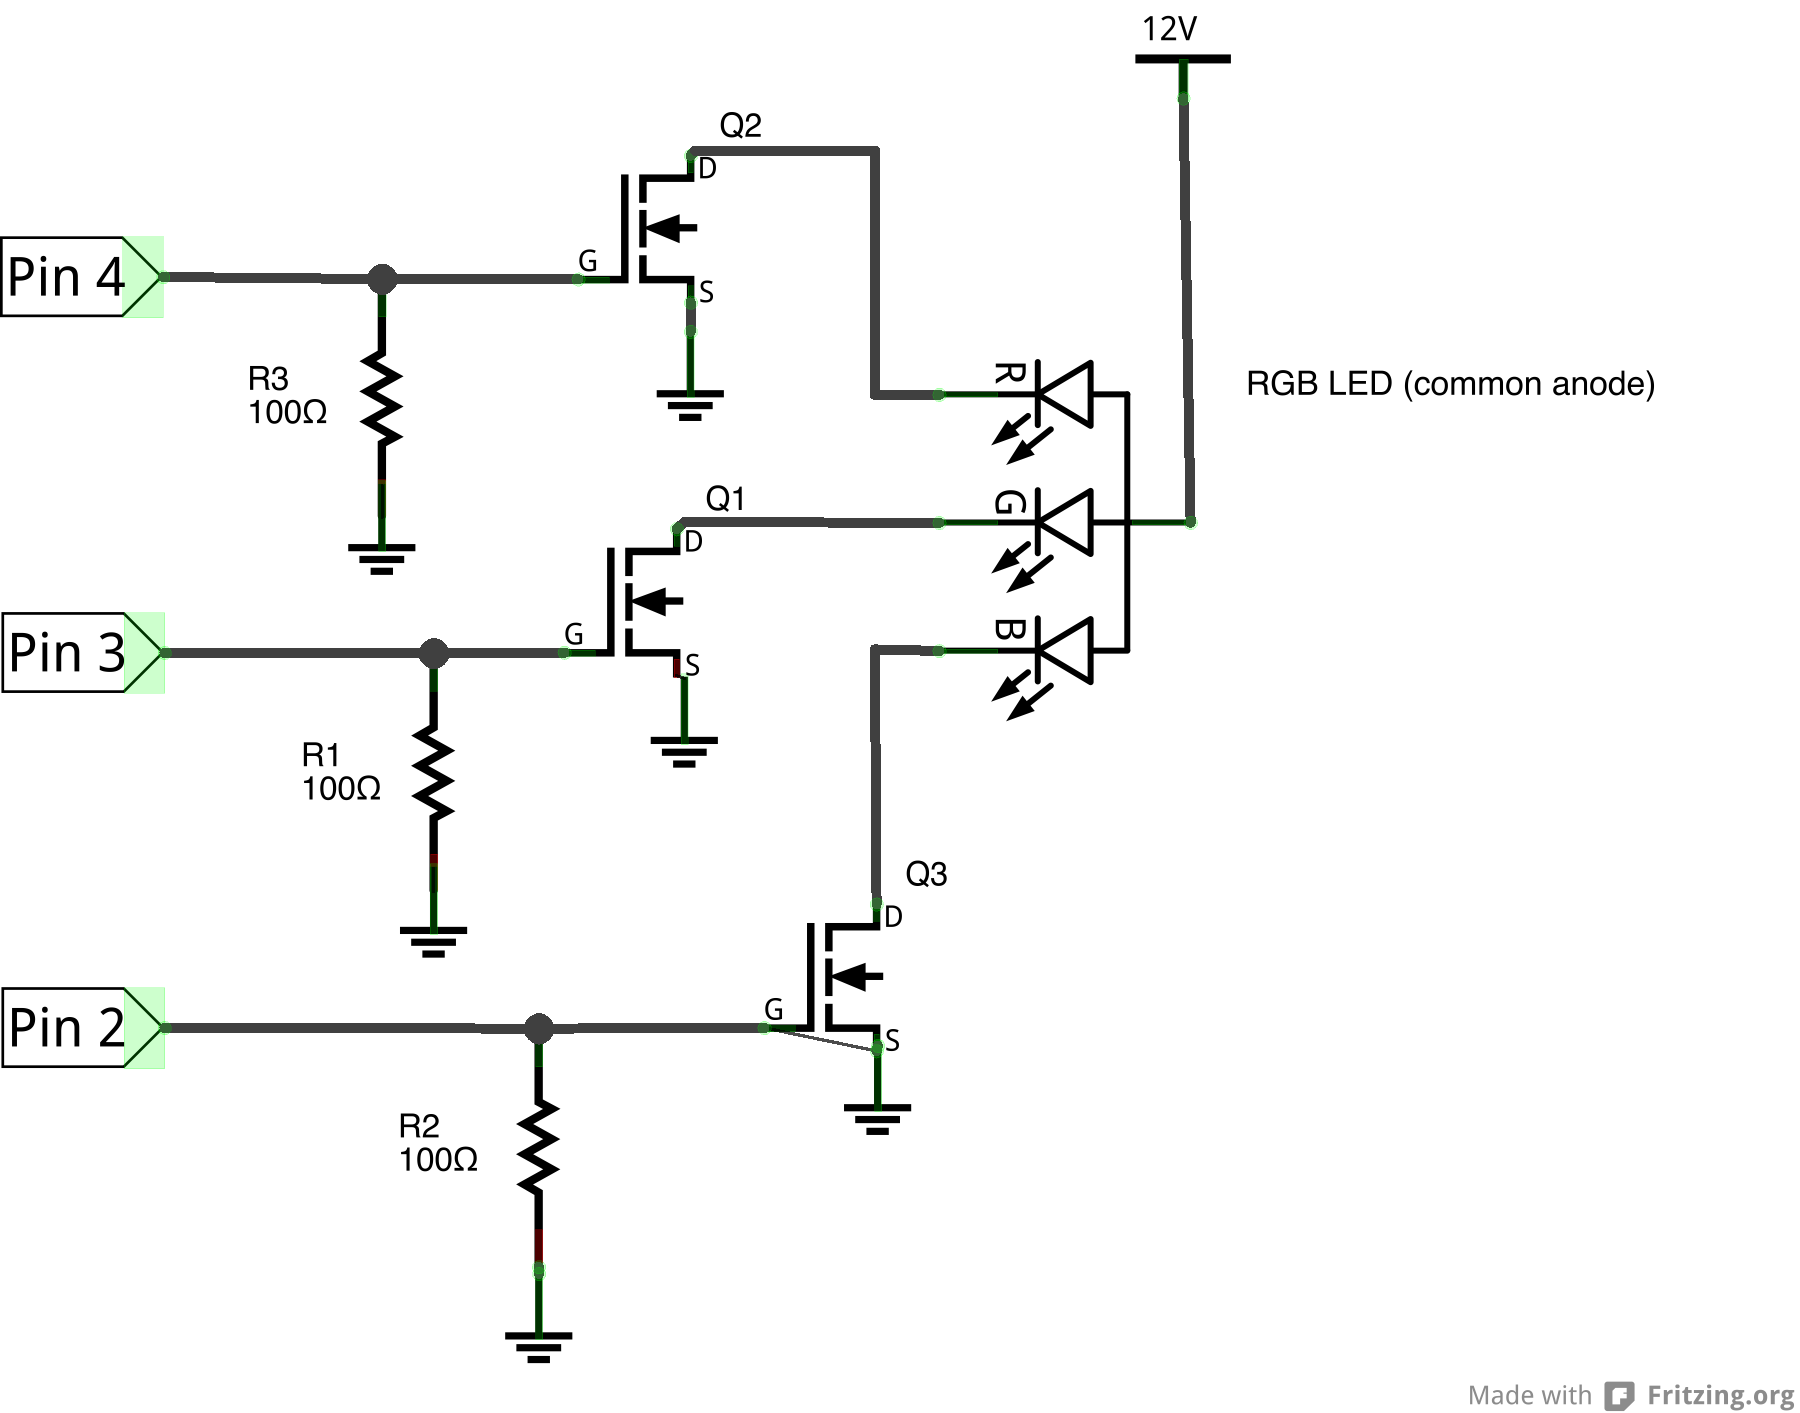 12V
Q2
D
G
S
Pin 4
R3
100Ω
R
RGB LED (common anode)
Q1
D
G
S
G
Pin 3
R1
100Ω
B
Q3
D
G
S
Pin 2
R2
100Ω
Made with Fritzing.org